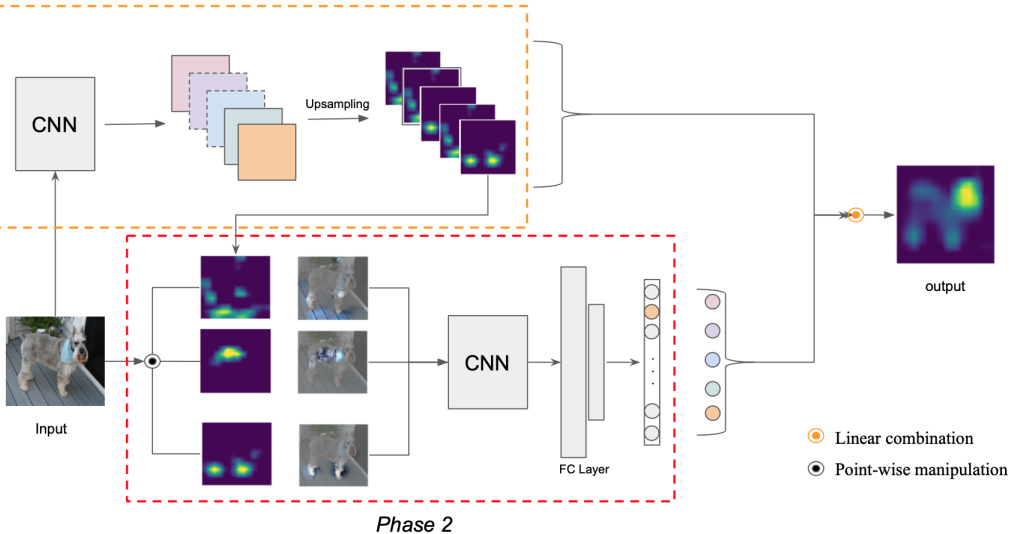 CNN
Upsampling
output
Input
CNN
FC Layer
Linear combination
Point-wise manipulation
Phase 2